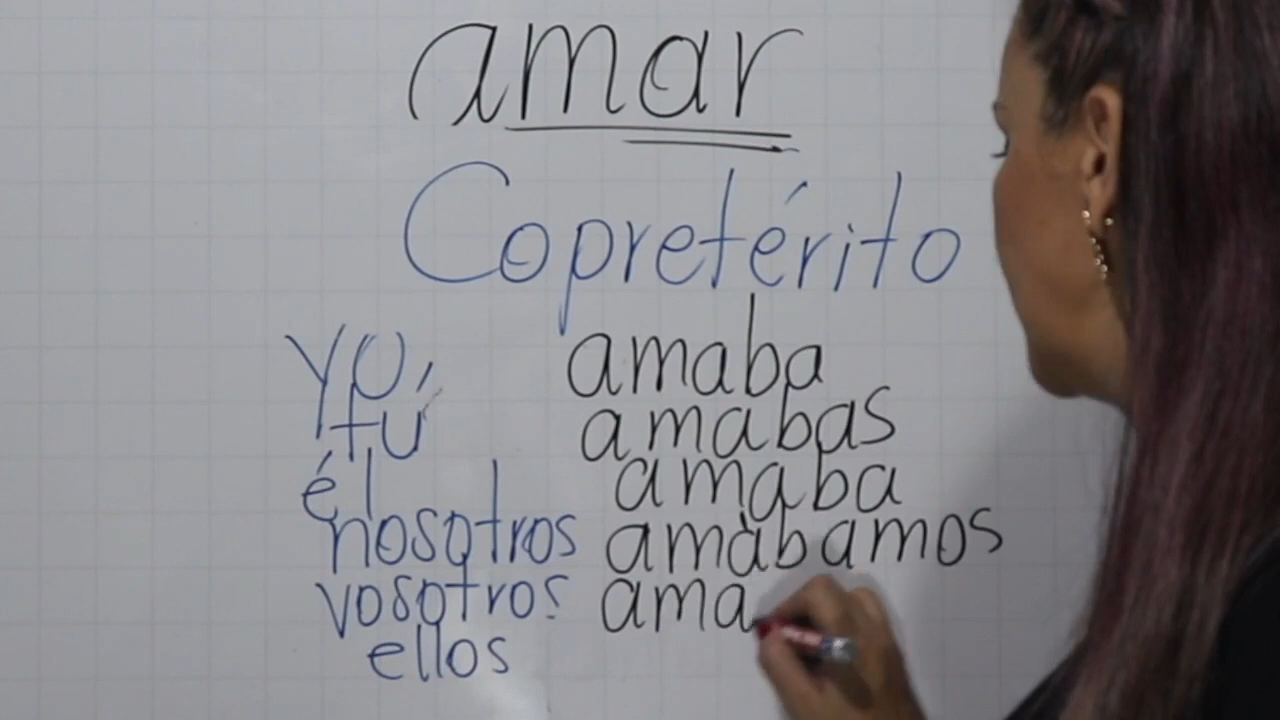 amar
Copretérito
yo, amaba
tú amabas
él amaba
nosotros amábamos
vosotros ama
ellos